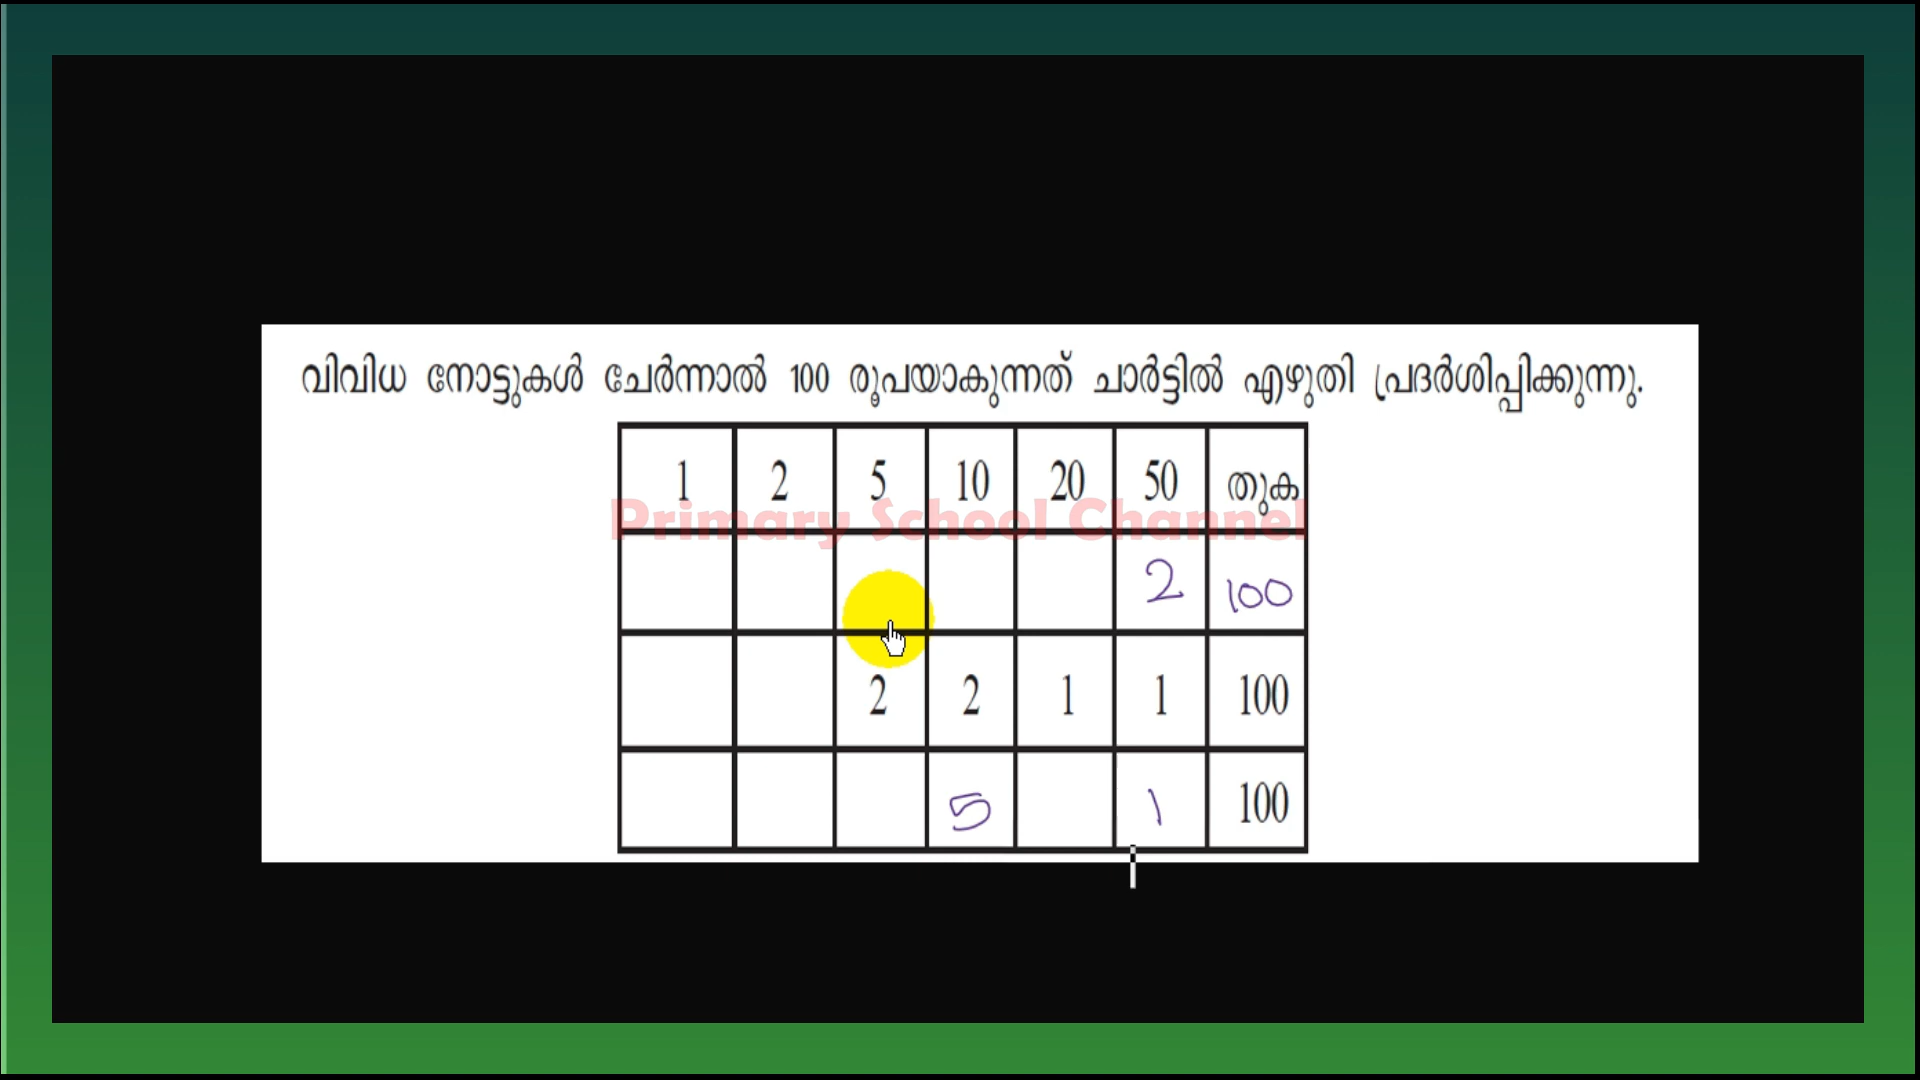 വിവിധ നോട്ടുകൾ ചേർന്നാൽ 100 രൂപയാകുന്നത് ചാർട്ടിൽ എഴുതി പ്രദർശിപ്പിക്കുന്നു.
1 2 5 10 20 50 തുക
Primary School Channel
2 100
2 2 1 1 100
5 1 100